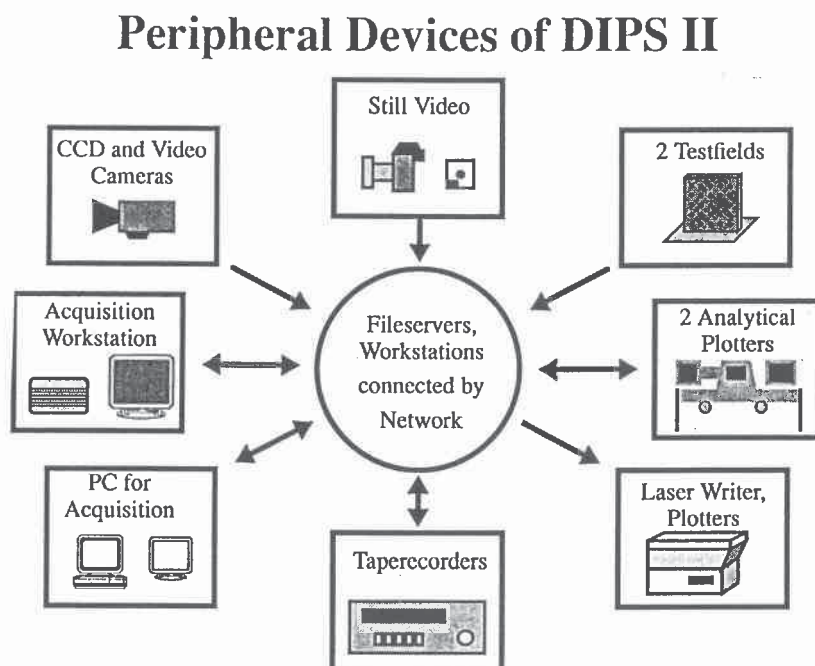 Peripheral Devices of DIPS II
Still Video
CCD and Video
Cameras
2 Testfields
Acquisition
Workstation
Fileservers,
Workstations
connected by
Network
2 Analytical
Plotters
PC for
Acquisition
Taperecorders
Laser Writer,
Plotters